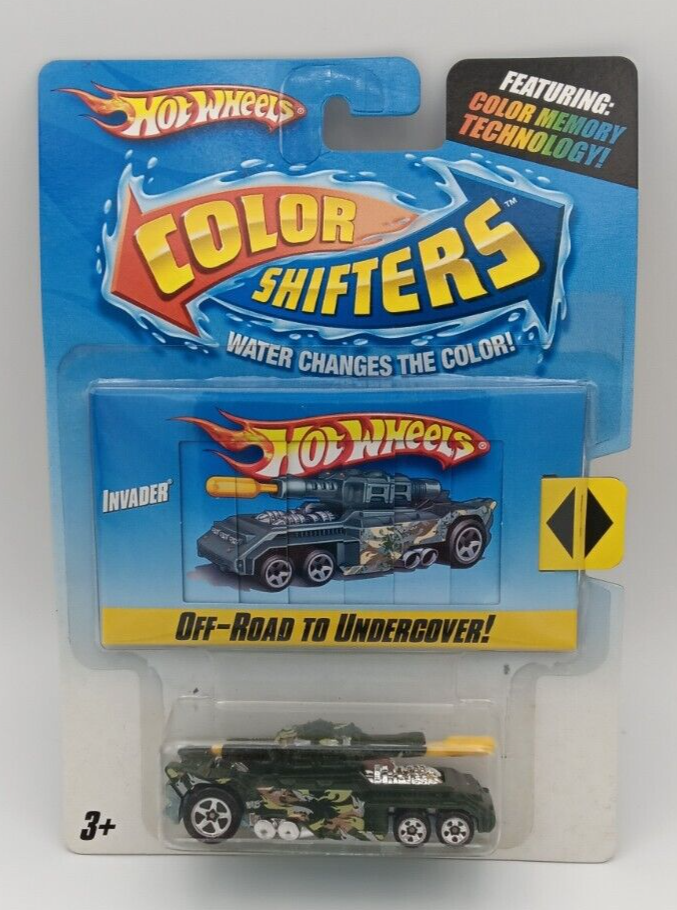 HOT WHEELS®
FEATURING:
COLOR MEMORY
TECHNOLOGY!
COLOR
SHIFTERS™
WATER CHANGES THE COLOR!
HOT WHEELS®
INVADER®
OFF-ROAD TO UNDERCOVER!
3+